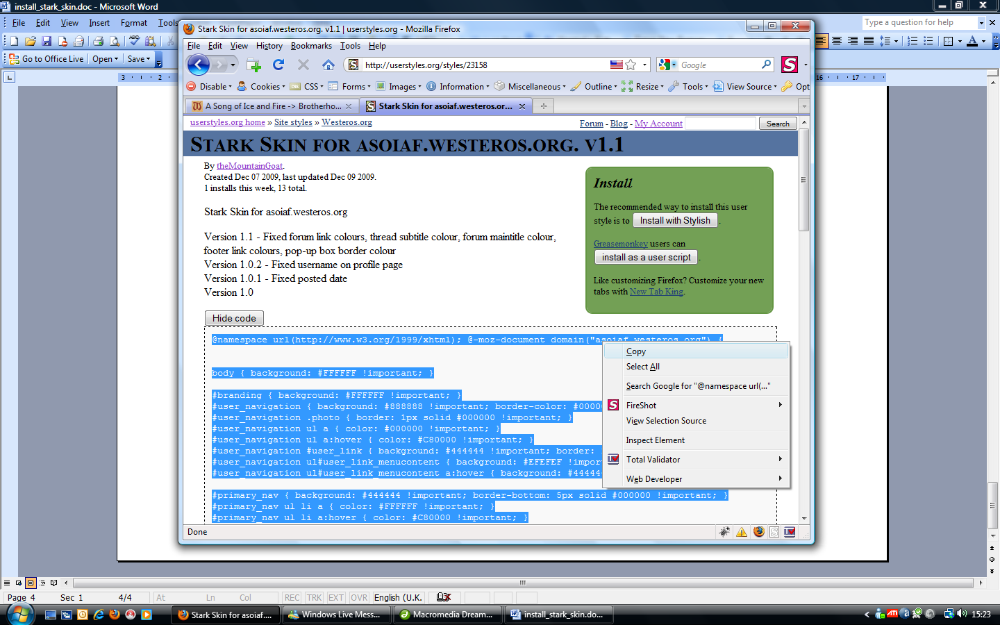 install_stark_skin.doc - Microsoft Word
File Edit View Insert Format Tools
Type a question for help
Go to Office Live Open Save
3 2
16 17
Stark Skin for asoiaf.westeros.org. v1.1 | userstyles.org - Mozilla Firefox
File Edit View History Bookmarks Tools Help
http://userstyles.org/styles/23158
Google
Disable Cookies CSS Forms Images Information Miscellaneous Outline Resize Tools View Source Opt
A Song of Ice and Fire -> Brotherho...
Stark Skin for asoiaf.westeros.or...
userstyles.org home » Site styles » Westeros.org
Forum - Blog - My Account
Search
Stark Skin for asoiaf.westeros.org. v1.1
By theMountainGoat.
Created Dec 07 2009, last updated Dec 09 2009.
1 installs this week, 13 total.
Stark Skin for asoiaf.westeros.org
Version 1.1 - Fixed forum link colours, thread subtitle colour, forum maintitle colour,
footer link colours, pop-up box border colour
Version 1.0.2 - Fixed username on profile page
Version 1.0.1 - Fixed posted date
Version 1.0
Install
The recommended way to install this user
style is to Install with Stylish.
Greasemonkey users can
install as a user script.
Like customizing Firefox? Customize your new
tabs with New Tab King.
Hide code
@namespace url(http://www.w3.org/1999/xhtml); @-moz-document domain("asoiaf.westeros.org") {
body { background: #FFFFFF !important; }
#branding { background: #FFFFFF !important; }
#user_navigation { background: #888888 !important; border-color: #0000
#user_navigation .photo { border: 1px solid #000000 !important; }
#user_navigation ul a { color: #000000 !important; }
#user_navigation ul a:hover { color: #C80000 !important; }
#user_navigation #user_link { background: #444444 !important; border:
#user_navigation ul#user_link_menucontent { background: #EFEFEF !impor
#user_navigation ul#user_link_menucontent a:hover { background: #44444
#primary_nav { background: #444444 !important; border-bottom: 5px solid #000000 !important; }
#primary_nav ul li a { color: #FFFFFF !important; }
#primary_nav ul li a:hover { color: #C80000 !important; }
Copy
Select All
Search Google for "@namespace url(..."
FireShot
View Selection Source
Inspect Element
Total Validator
Web Developer
Done
Page 4 Sec 1 4/4 At Ln Col REC TRK EXT OVR English (U.K.
Stark Skin for asoiaf.... Windows Live Mess... Macromedia Dream... install_stark_skin.do... 15:23